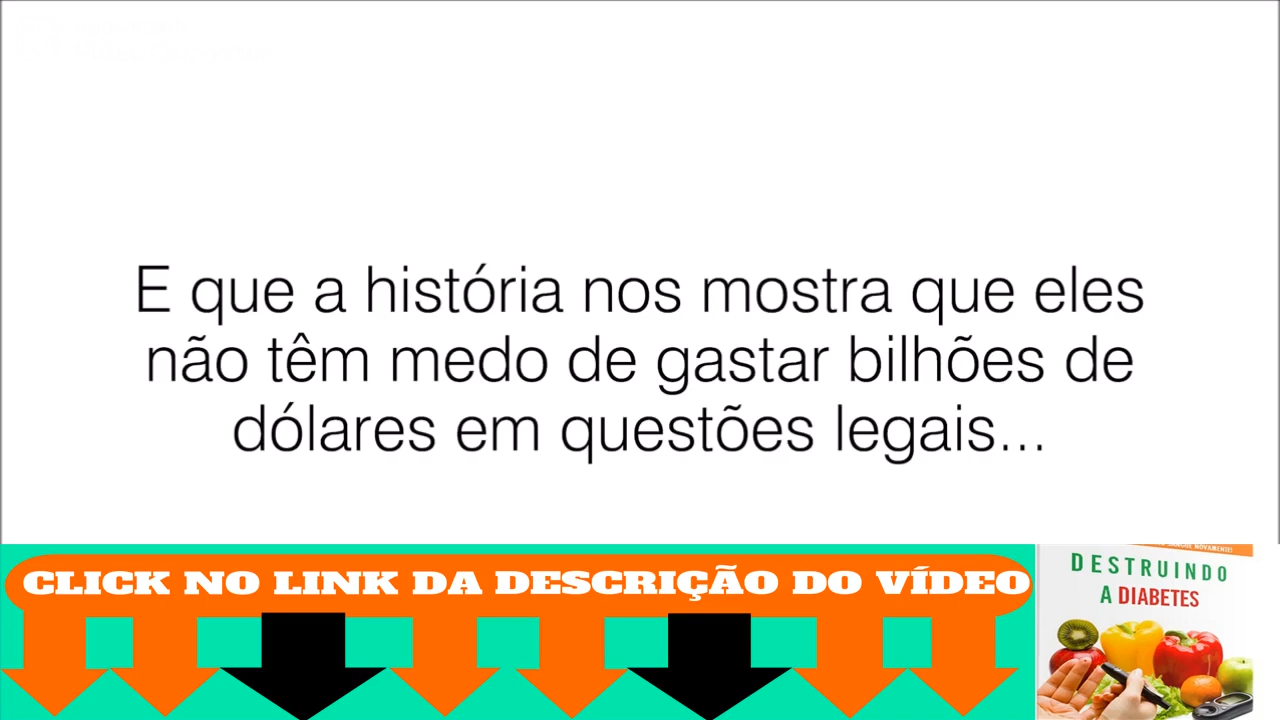 E que a história nos mostra que eles
não têm medo de gastar bilhões de
dólares em questões legais...
CLICK NO LINK DA DESCRIÇÃO DO VÍDEO
NOVAMENTE!
DESTRUINDO
A DIABETES